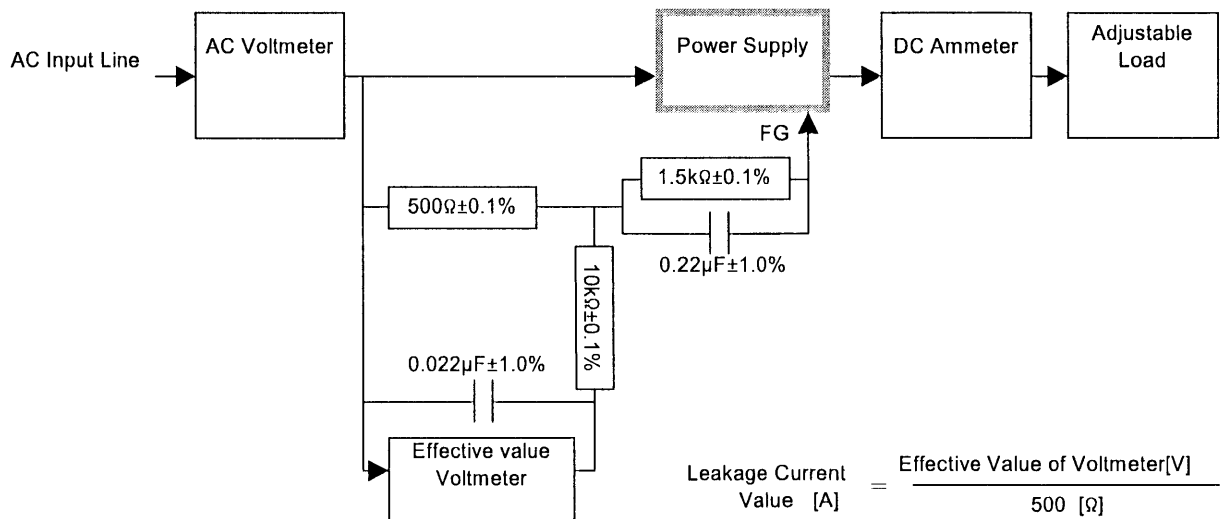 AC Input Line
AC Voltmeter
Power Supply
DC Ammeter
Adjustable
Load
FG
1.5kΩ±0.1%
500Ω±0.1%
0.22µF±1.0%
10kΩ±0.1%
0.022µF±1.0%
Effective value
Voltmeter
Leakage Current
Value [A]
=
Effective Value of Voltmeter[V]
500 [Ω]